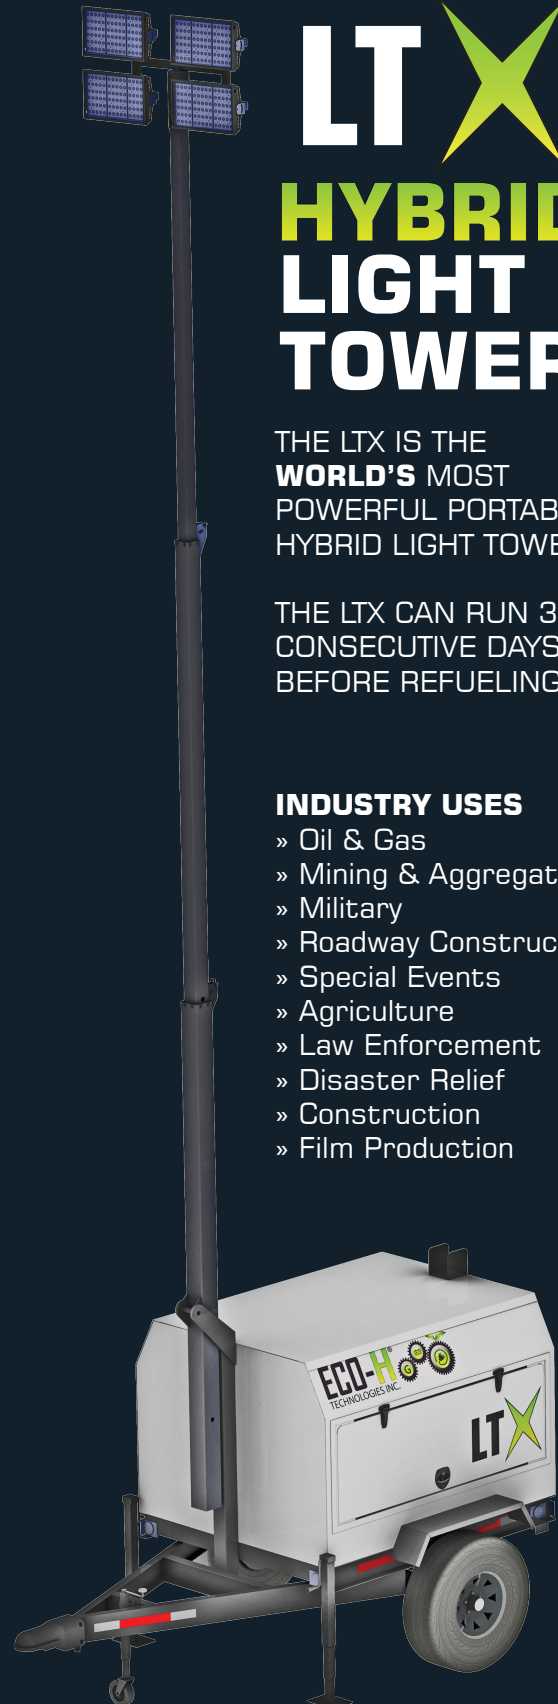 LTX
HYBRID
LIGHT
TOWER
THE LTX IS THE
WORLD'S MOST
POWERFUL PORTAB
HYBRID LIGHT TOWE
THE LTX CAN RUN 3
CONSECUTIVE DAYS
BEFORE REFUELING
INDUSTRY USES
» Oil & Gas
» Mining & Aggregat
» Military
» Roadway Construc
» Special Events
» Agriculture
» Law Enforcement
» Disaster Relief
» Construction
» Film Production
ECO-H®
TECHNOLOGIES INC.
LTX